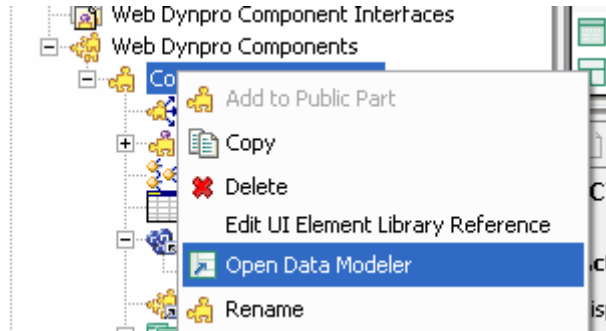 Web Dynpro Component Interfaces
Web Dynpro Components
Co
Add to Public Part
Copy
Delete
Edit UI Element Library Reference
Open Data Modeler
Rename